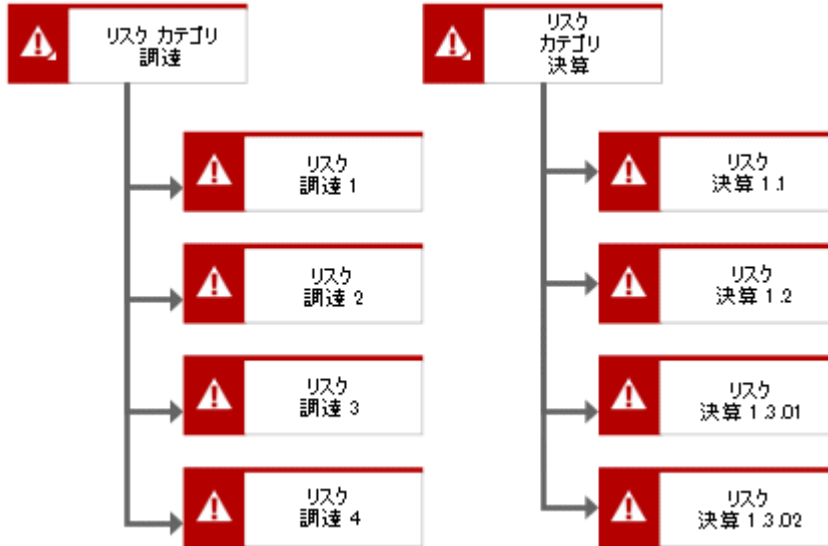 リスク カテゴリ
調達
リスク
調達 1
リスク
調達 2
リスク
調達 3
リスク
調達 4
リスク
カテゴリ
決算
リスク
決算 1.1
リスク
決算 1.2
リスク
決算 1.3.01
リスク
決算 1.3.02